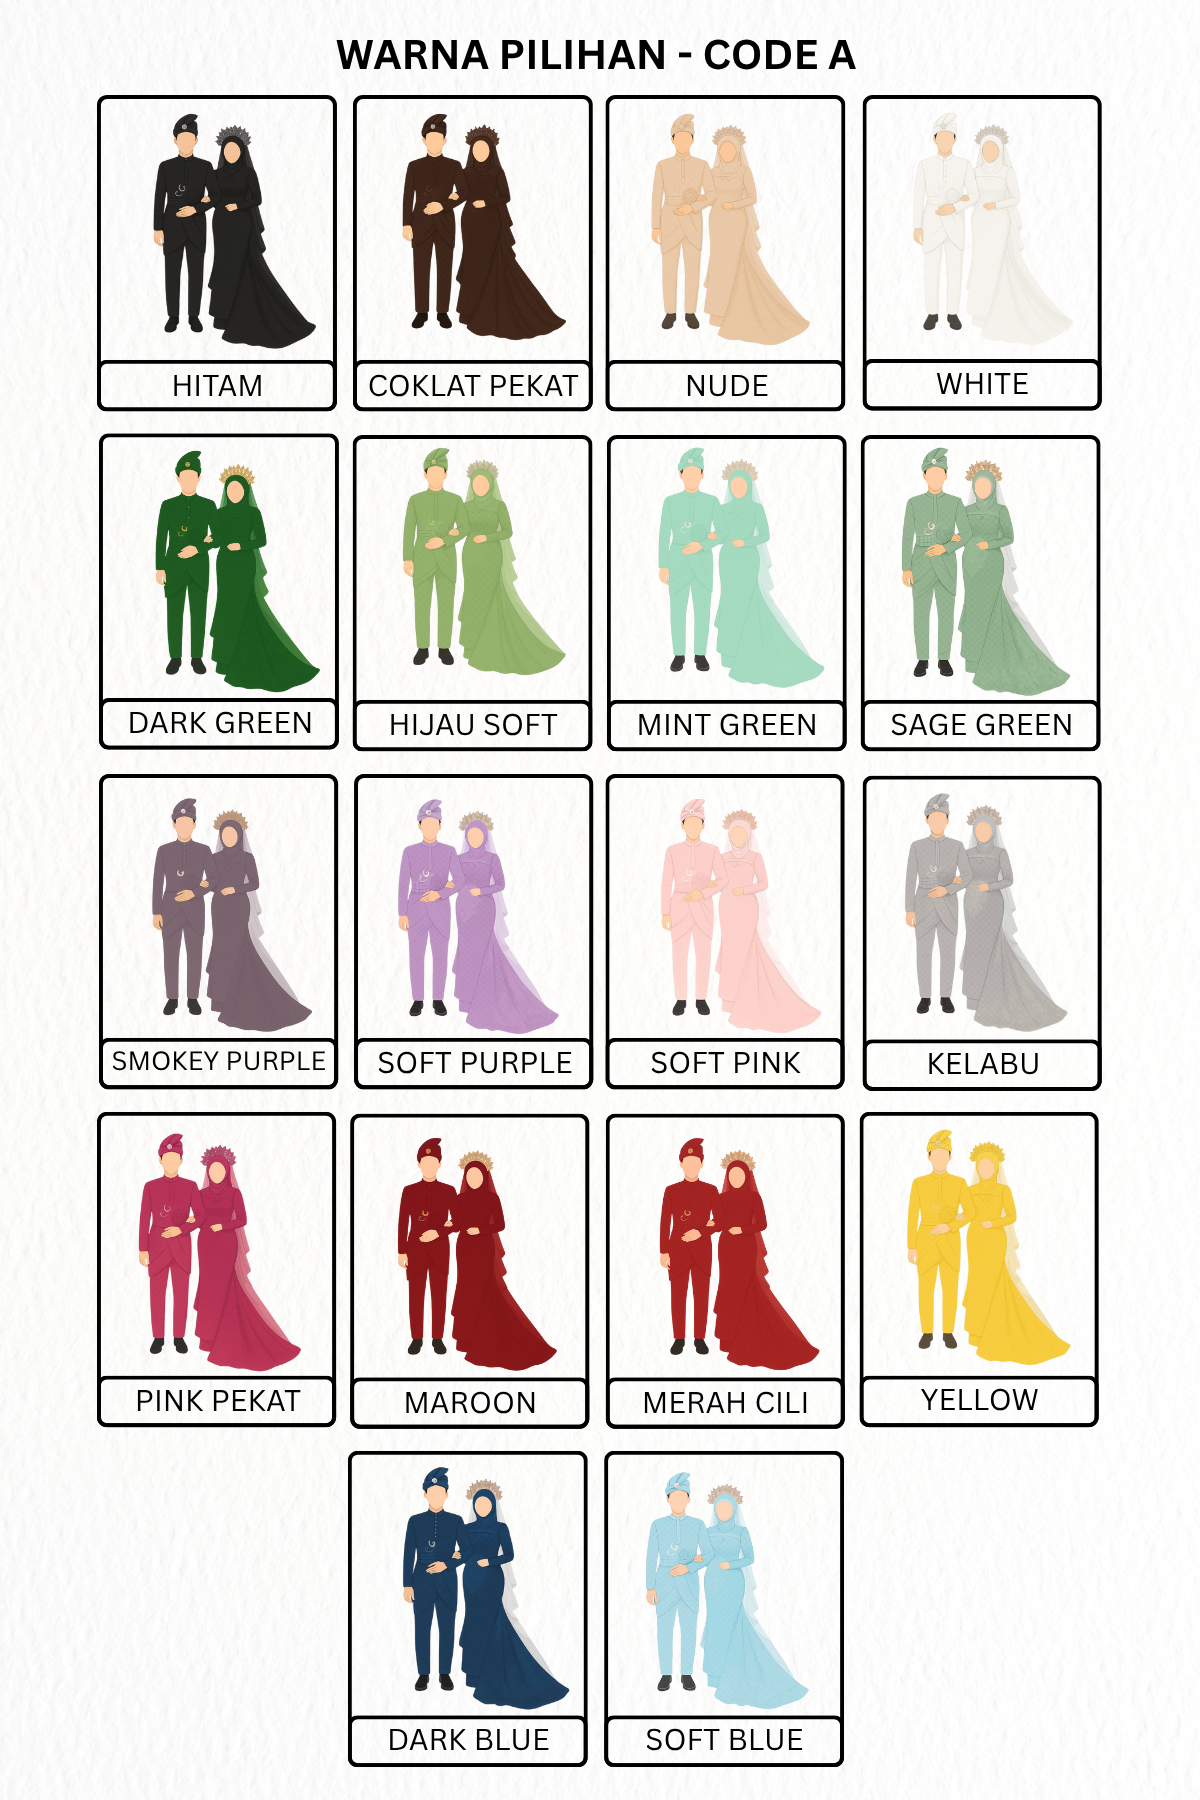 WARNA PILIHAN - CODE A
HITAM
COKLAT PEKAT
NUDE
WHITE
DARK GREEN
HIJAU SOFT
MINT GREEN
SAGE GREEN
SMOKEY PURPLE
SOFT PURPLE
SOFT PINK
KELABU
PINK PEKAT
MAROON
MERAH CILI
YELLOW
DARK BLUE
SOFT BLUE